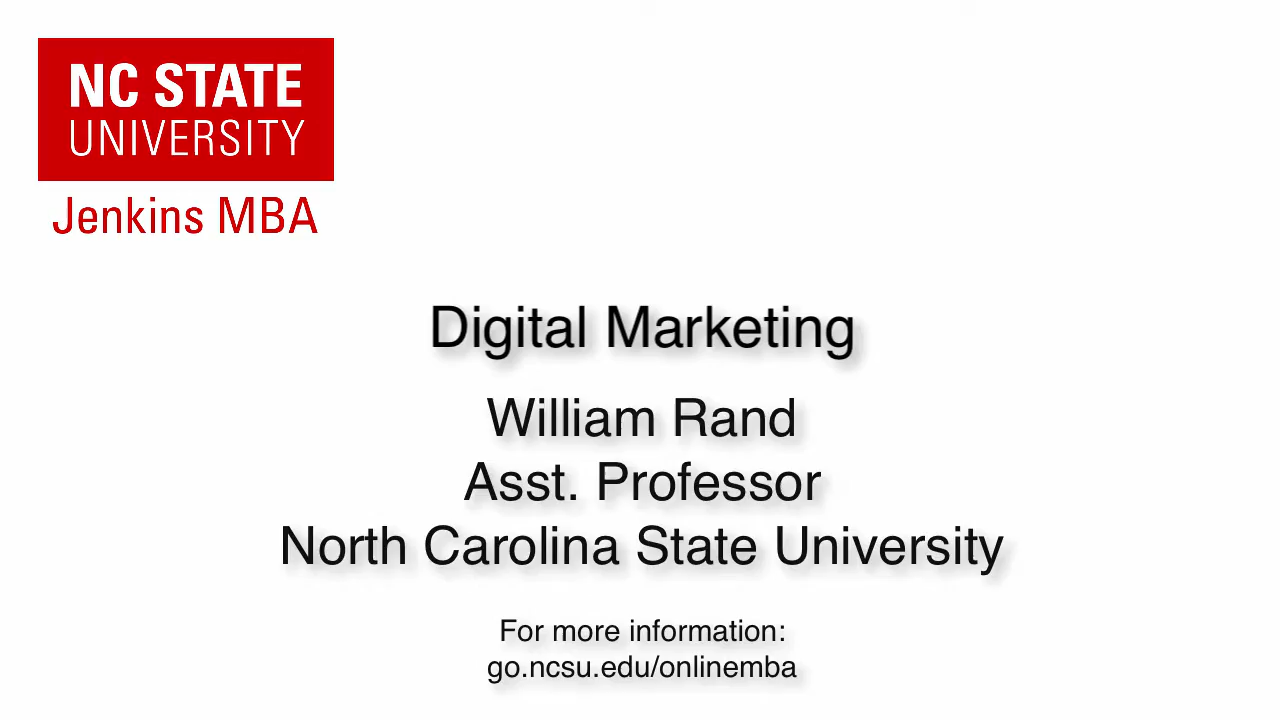 NC STATE
UNIVERSITY
Jenkins MBA
Digital Marketing
William Rand
Asst. Professor
North Carolina State University
For more information:
go.ncsu.edu/onlinemba